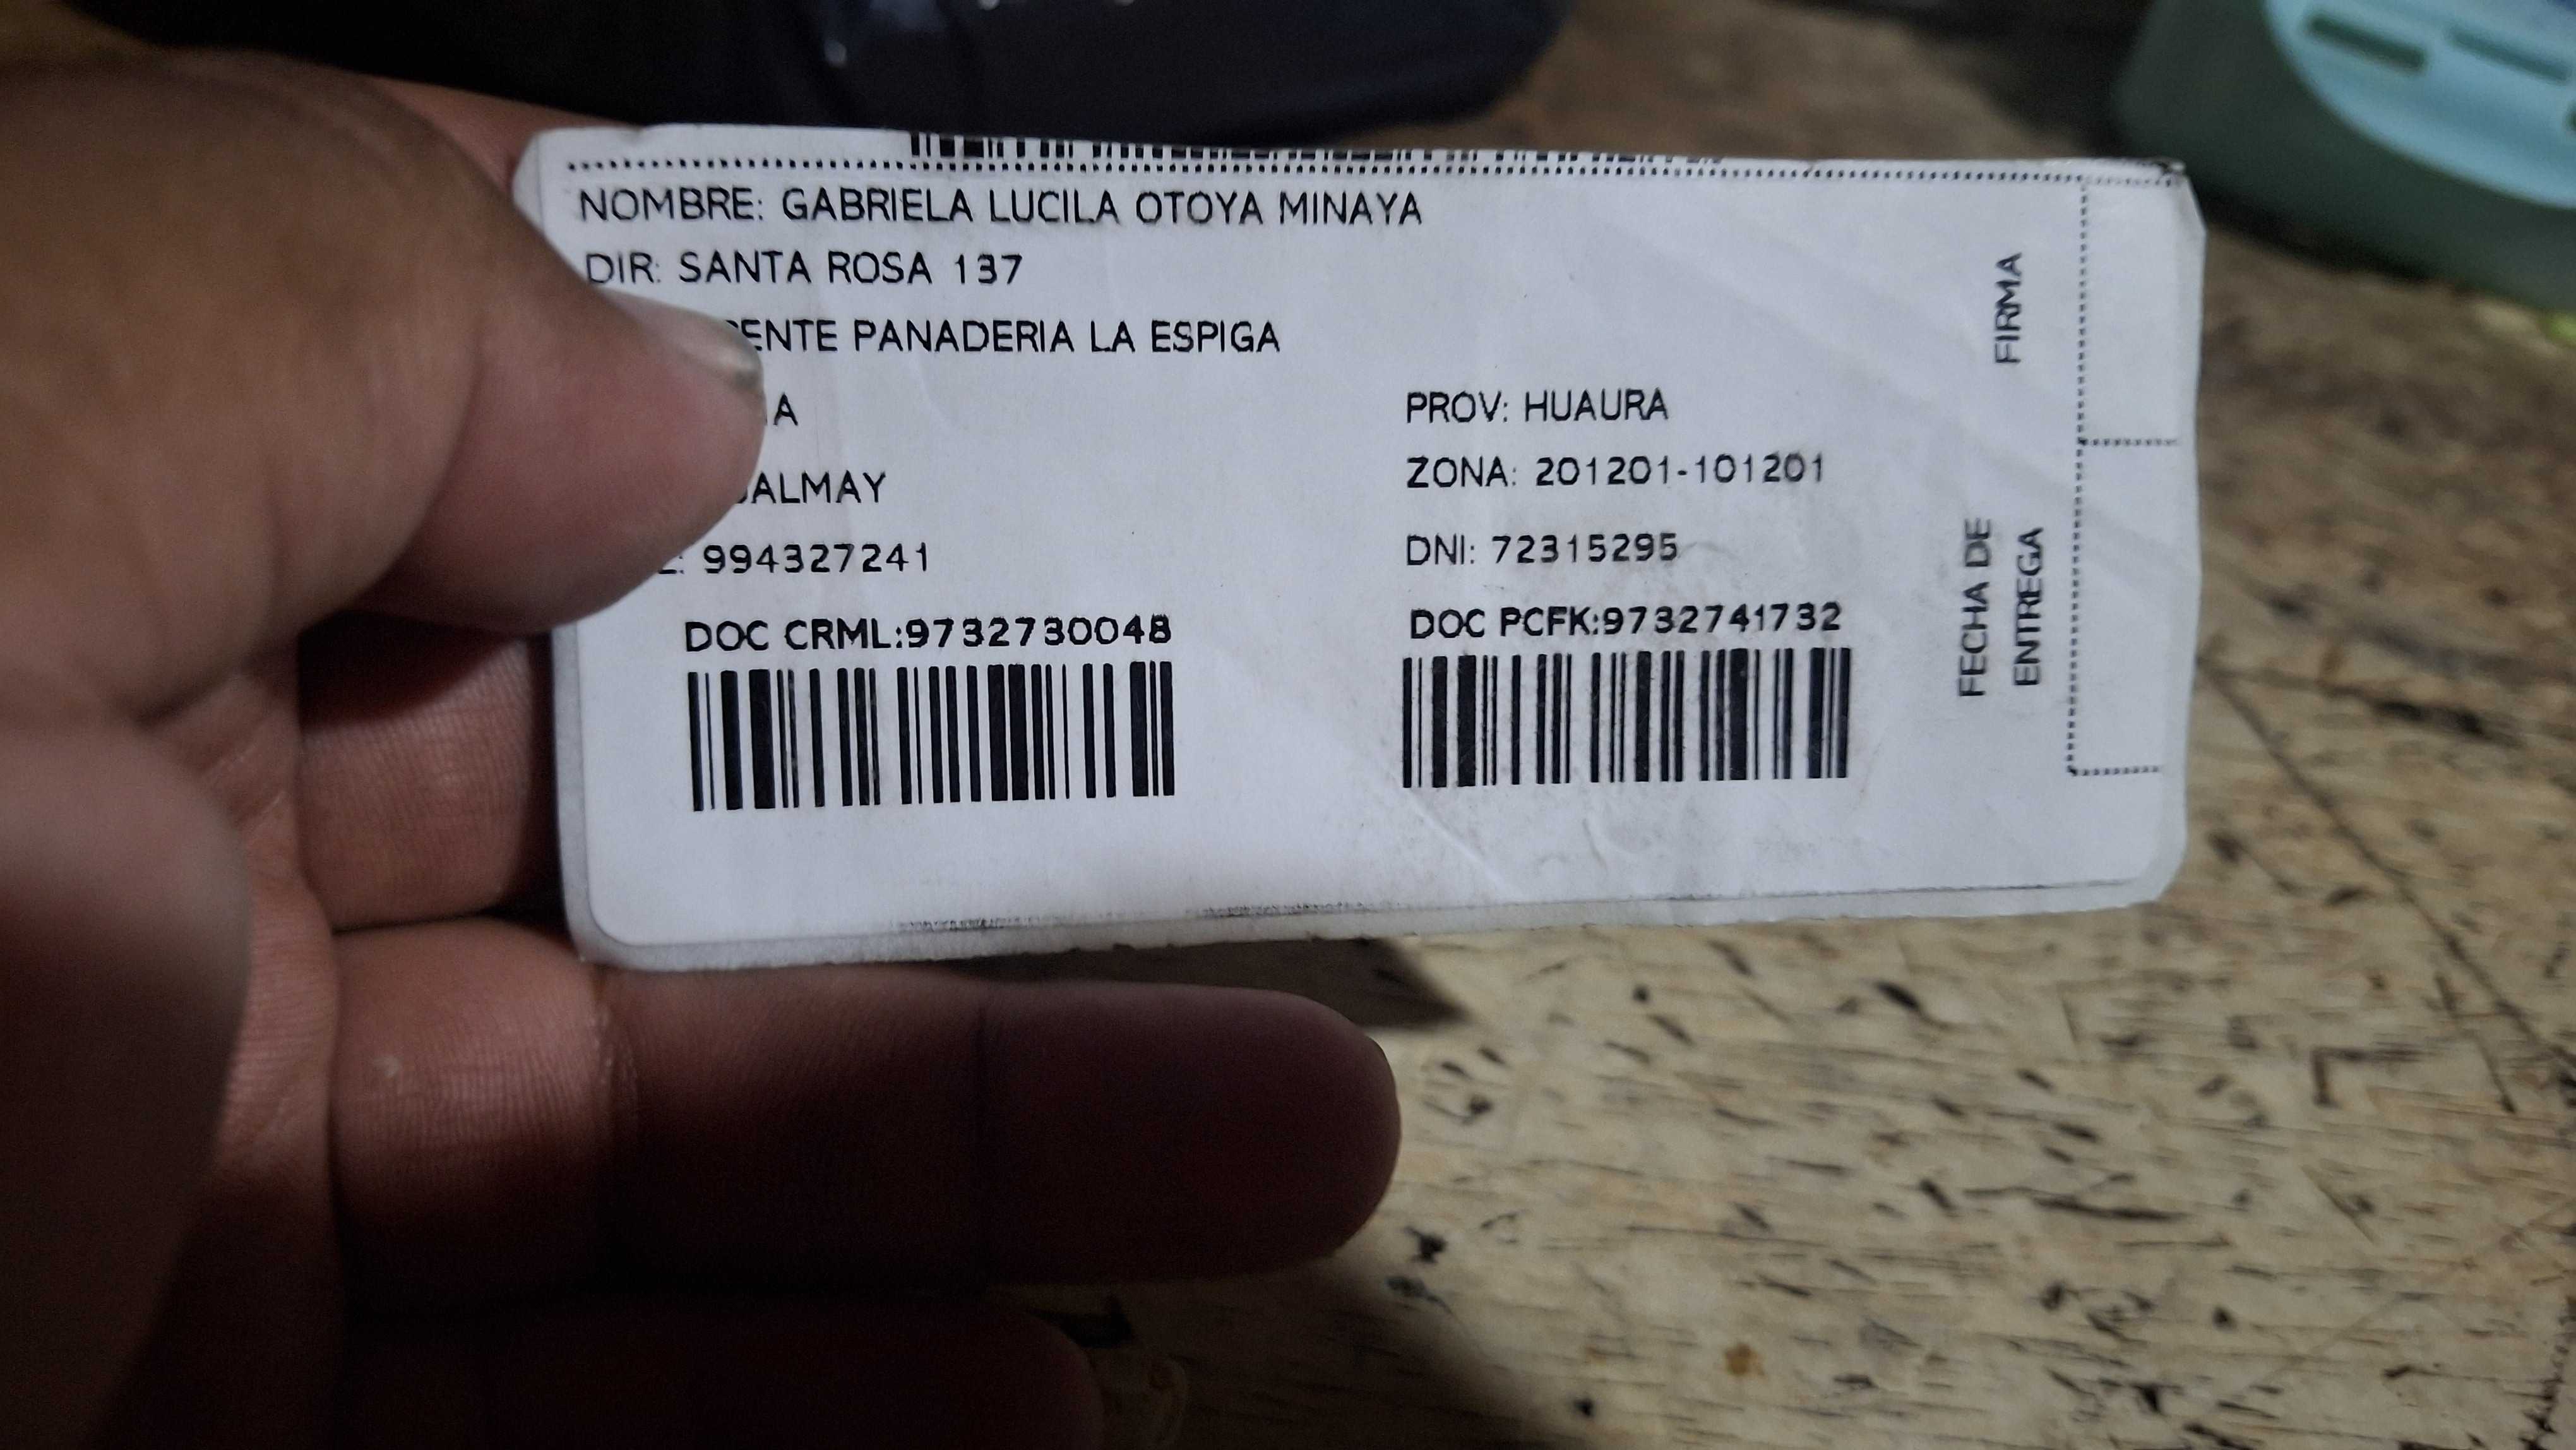 NOMBRE: GABRIELA LUCILA OTOYA MINAYA
DIR: SANTA ROSA 137
PANADERIA LA ESPIGA
PROV: HUAURA
ZONA: 201201-101201
994327241
DNI: 72315295
DOC CRML:9732730048
DOC PCFK:9732741732
FIRMA
FECHA DE
ENTREGA